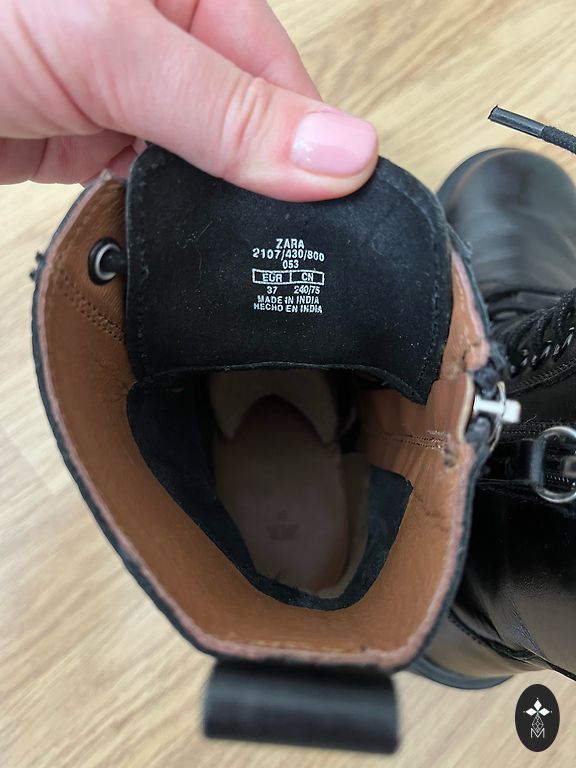 ZARA
2107/430/800
053
EUR CN
37 240/75
MADE IN INDIA
HECHO EN INDIA